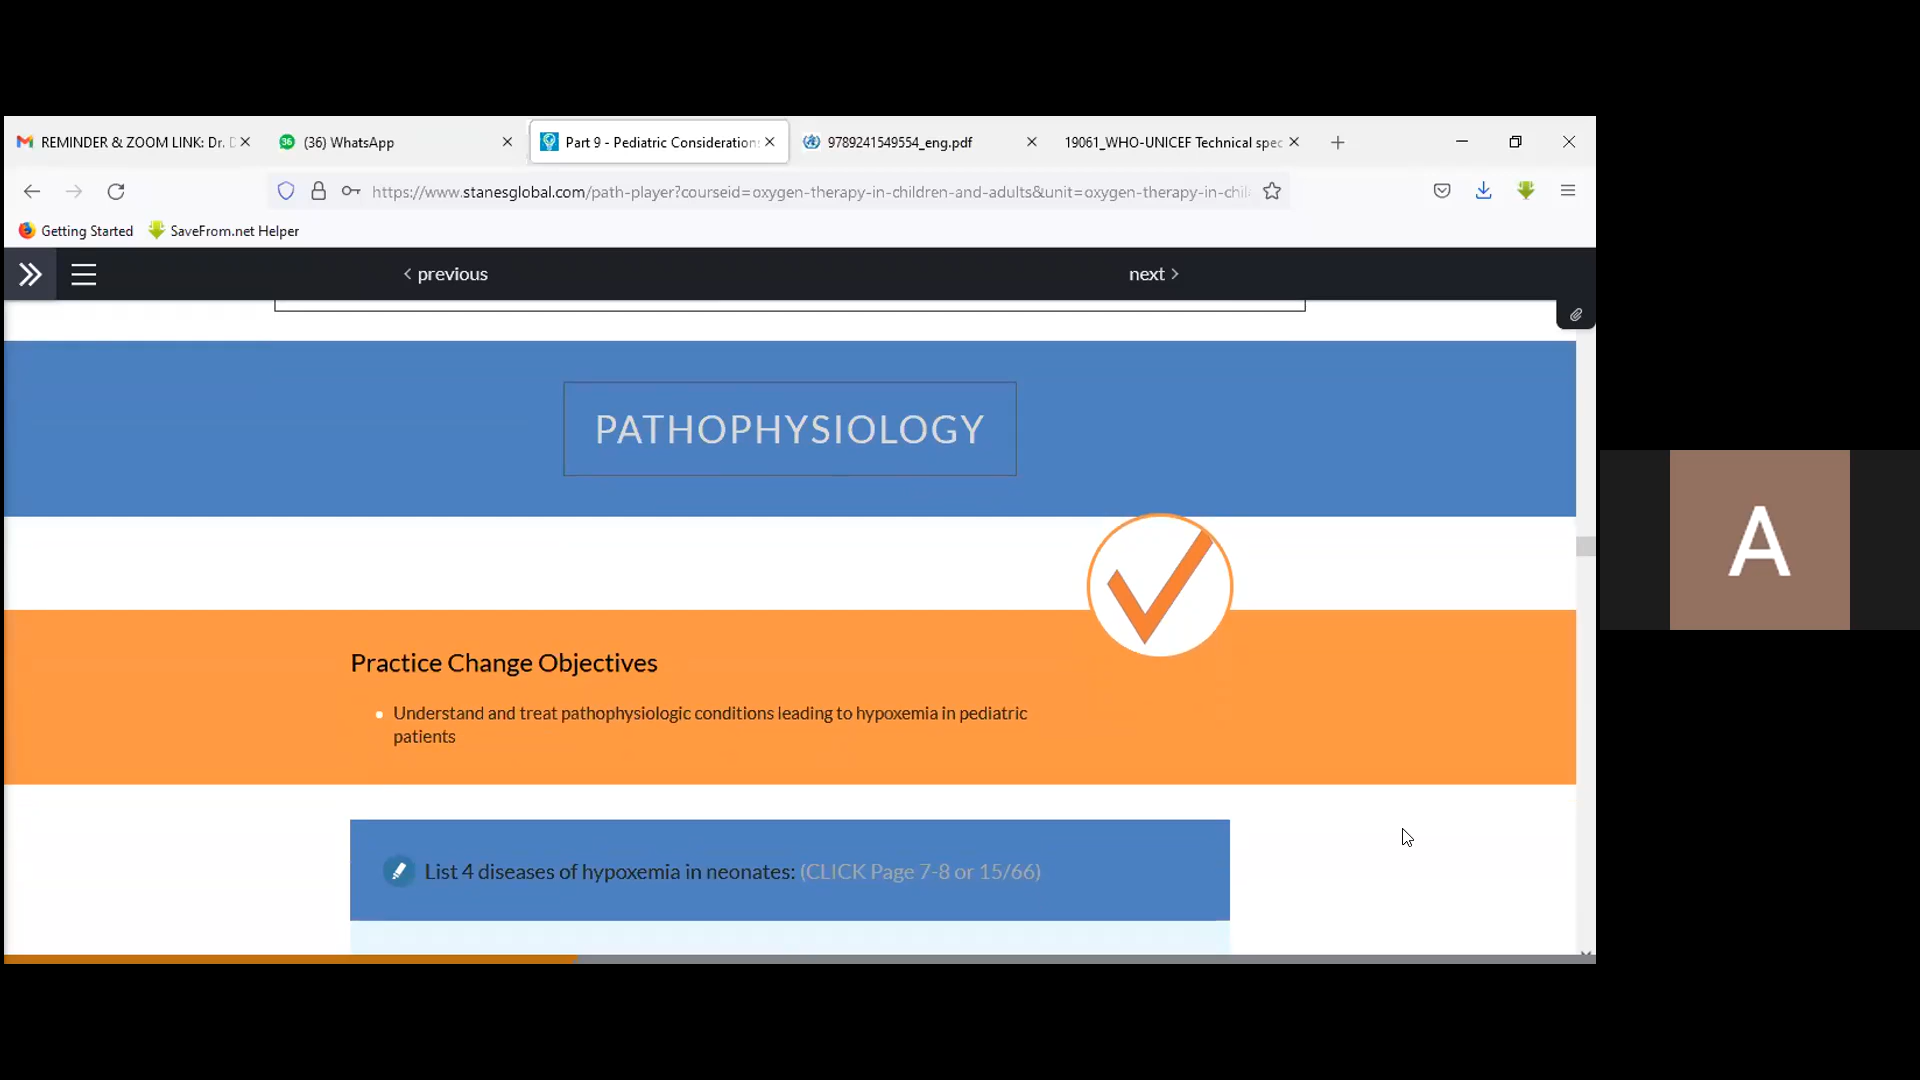 REMINDER & ZOOM LINK: Dr. D
36 (36) WhatsApp
Part 9 - Pediatric Considerations
9789241549554_eng.pdf
19061_WHO-UNICEF Technical spec
https://www.stanesglobal.com/path-player?courseid=oxygen-therapy-in-children-and-adults&unit=oxygen-therapy-in-chil
Getting Started
SaveFrom.net Helper
< previous
next >
PATHOPHYSIOLOGY
Practice Change Objectives
Understand and treat pathophysiologic conditions leading to hypoxemia in pediatric
patients
List 4 diseases of hypoxemia in neonates: (CLICK Page 7-8 or 15/66)
A